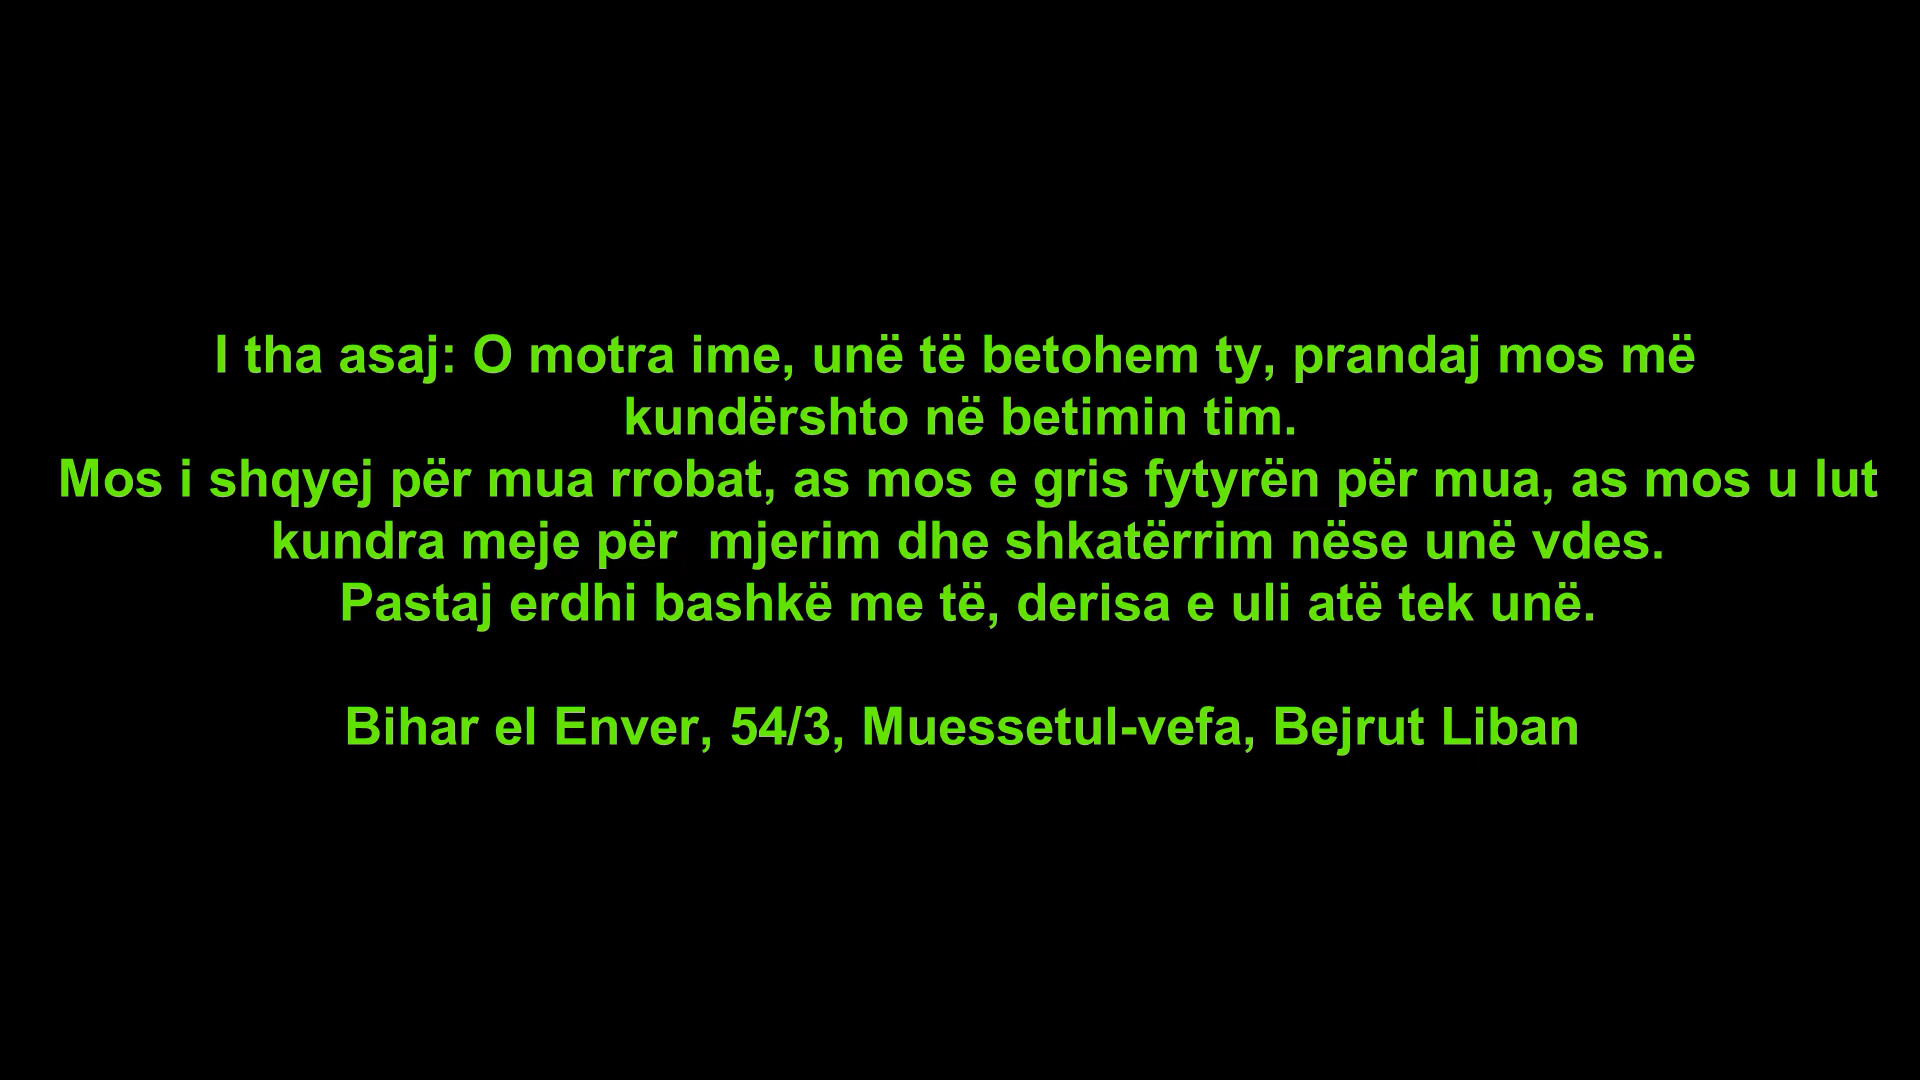 I tha asaj: O motra ime, unë të betohem ty, prandaj mos më
kundërshto në betimin tim.
Mos i shqyej për mua rrobat, as mos e gris fytyrën për mua, as mos u lut
kundra meje për  mjerim dhe shkatërrim nëse unë vdes.
Pastaj erdhi bashkë me të, derisa e uli atë tek unë.
Bihar el Enver, 54/3, Muessetul-vefa, Bejrut Liban